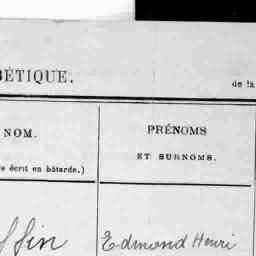 BÉTIQUE.
de la
NOM.
PRÉNOMS
ET SURNOMS.
écrit en bâtarde.)
ffin Edmond Henri